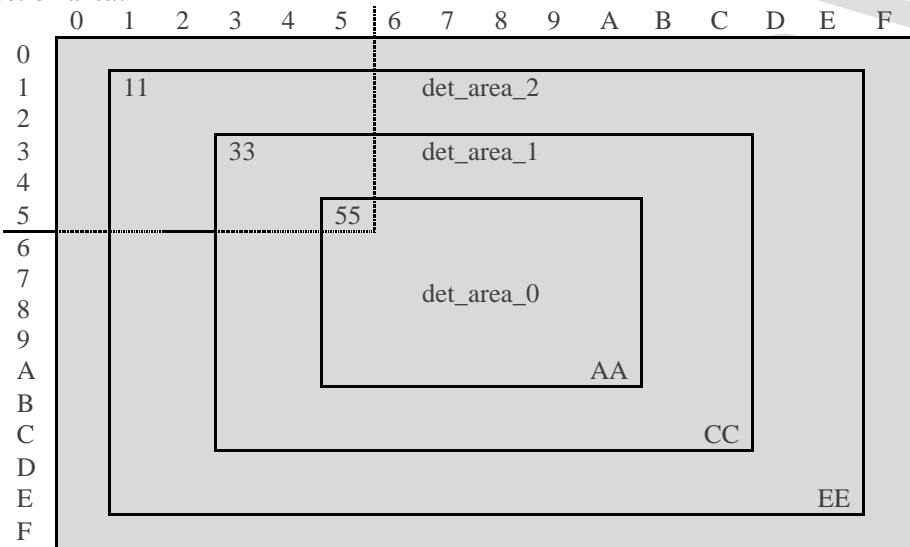 0 1 2 3 4 5 6 7 8 9 A B C D E F
0
1 11 det_area_2
2
3 33 det_area_1
4
5 55
6
7
8 det_area_0
9
A AA
B
C CC
D
E EE
F